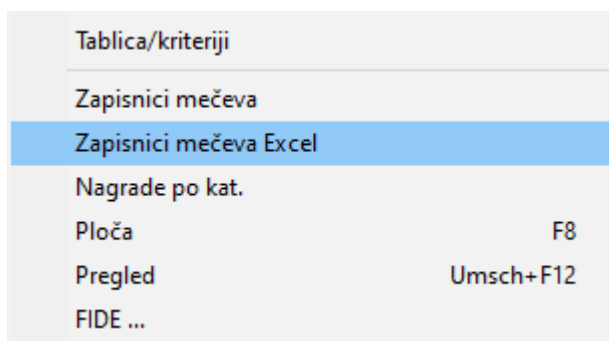 Tablica/kriteriji
Zapisnici mečeva
Zapisnici mečeva Excel
Nagrade po kat.
Ploča F8
Pregled Umsch+F12
FIDE ...